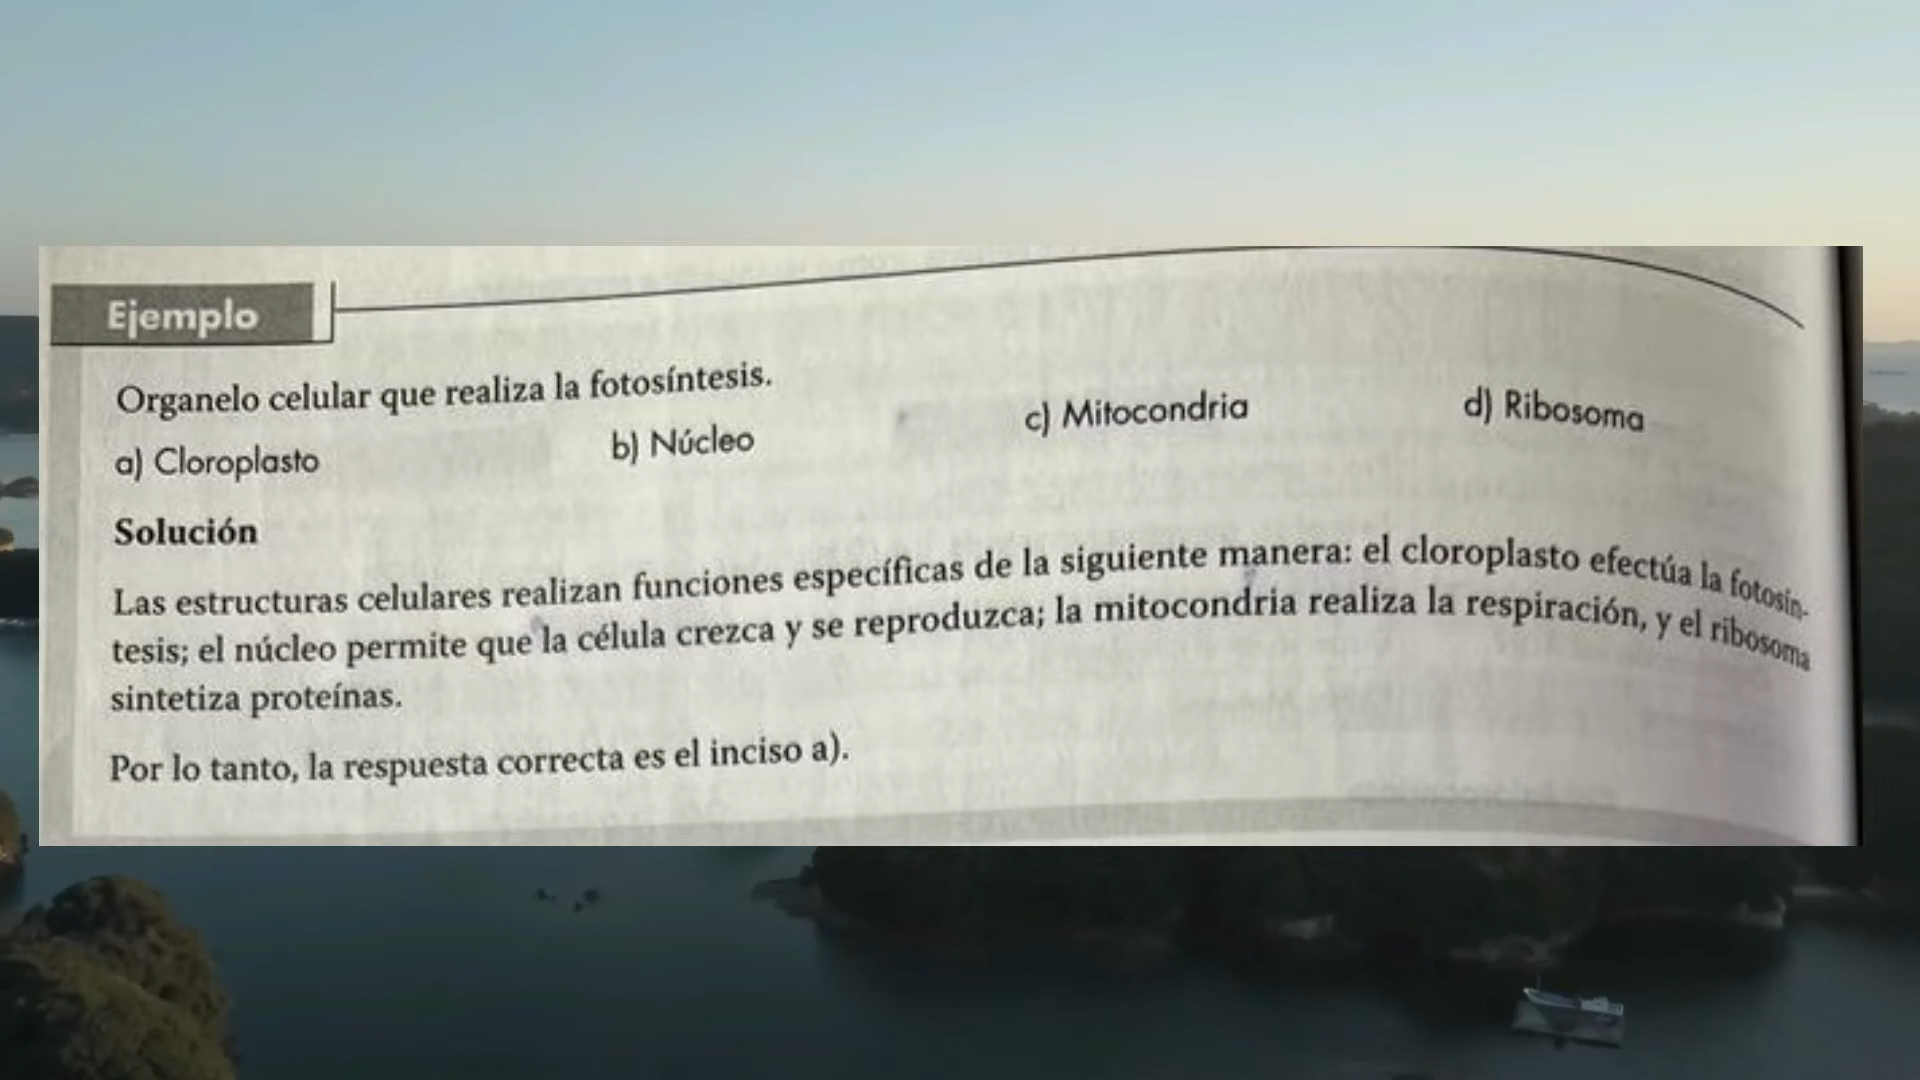 Ejemplo
Organelo celular que realiza la fotosíntesis.
a) Cloroplasto b) Núcleo c) Mitocondria d) Ribosoma
Solución
Las estructuras celulares realizan funciones específicas de la siguiente manera: el cloroplasto efectúa la fotosín-
tesis; el núcleo permite que la célula crezca y se reproduzca; la mitocondria realiza la respiración, y el ribosoma
sintetiza proteínas.
Por lo tanto, la respuesta correcta es el inciso a).